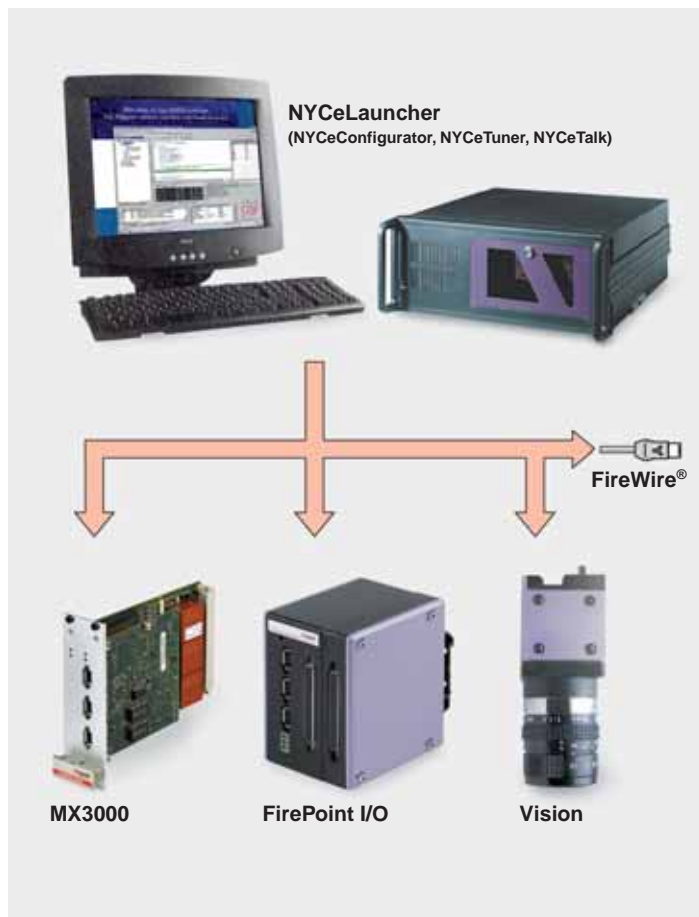 NYCeLauncher
(NYCeConfigurator, NYCeTuner, NYCeTalk)
FireWire®
MX3000
FirePoint I/O
Vision